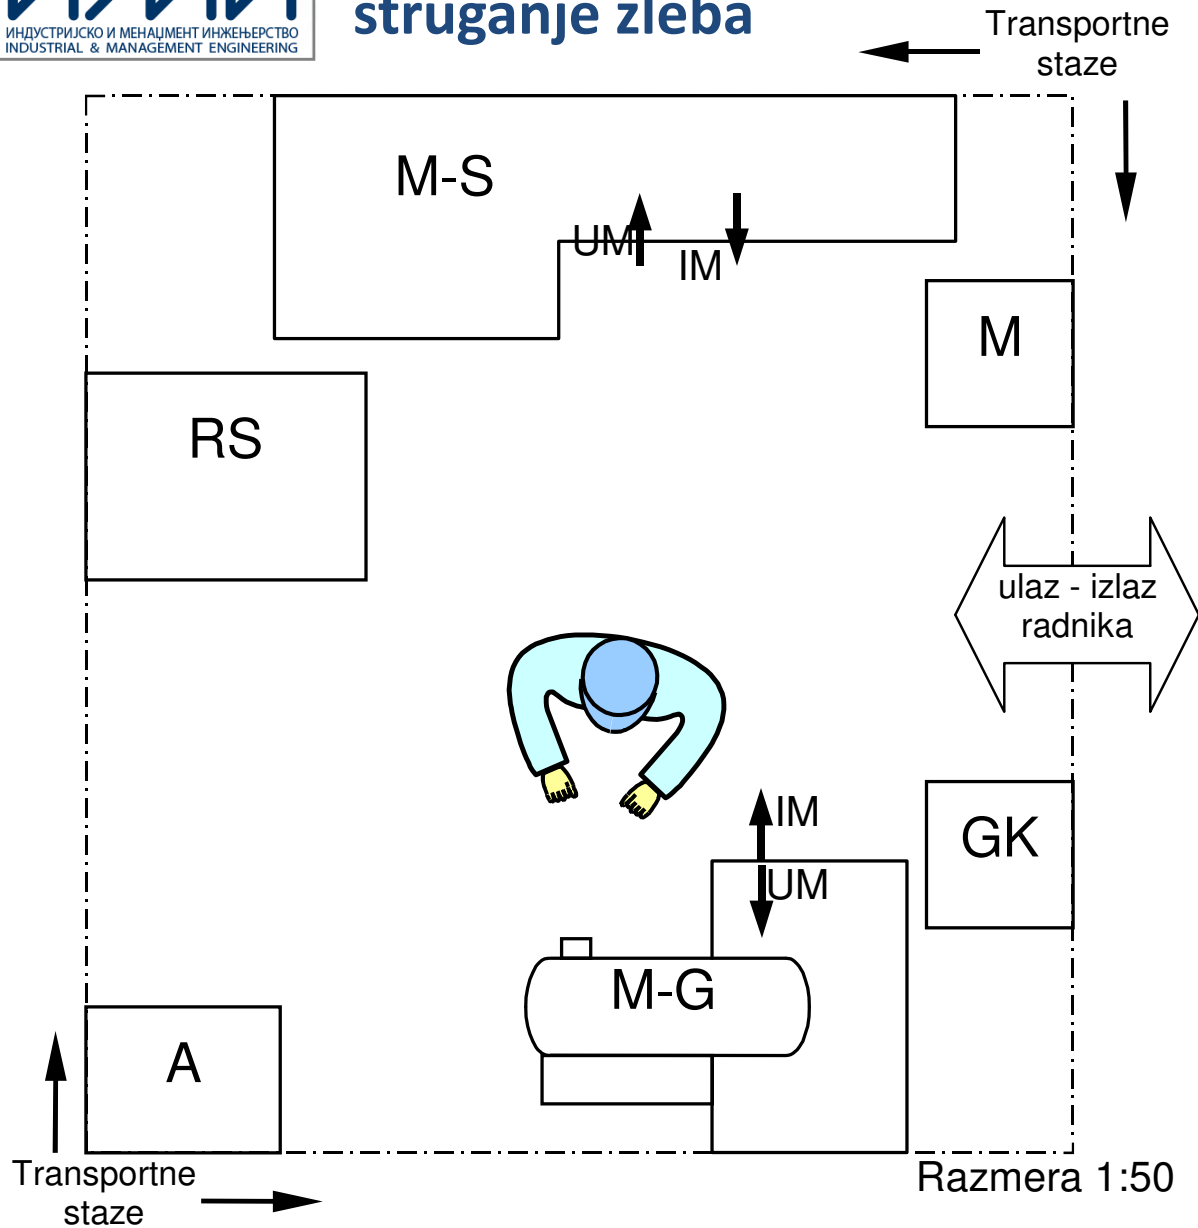 ИНДУСТРИЈСКО И МЕНАЏМЕНТ ИНЖЕЊЕРСТВО
INDUSTRIAL & MANAGEMENT ENGINEERING
struganje zleba
Transportne
staze
M-S
UM
IM
M
RS
ulaz - izlaz
radnika
IM
GK
UM
M-G
A
Transportne
staze
Razmera 1:50